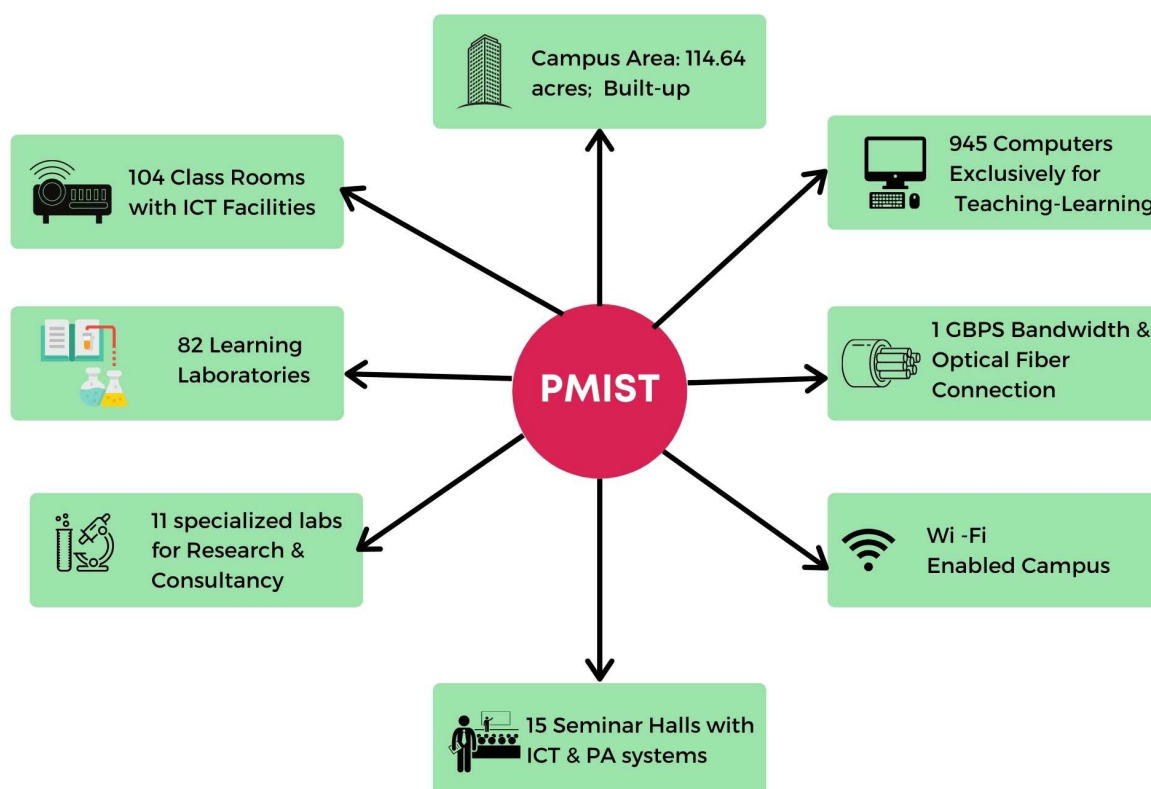 Campus Area: 114.64
acres;  Built-up
945 Computers
Exclusively for
Teaching-Learning
104 Class Rooms
with ICT Facilities
82 Learning
Laboratories
PMIST
1 GBPS Bandwidth &
Optical Fiber
Connection
11 specialized labs
for Research &
Consultancy
Wi -Fi
Enabled Campus
15 Seminar Halls with
ICT & PA systems